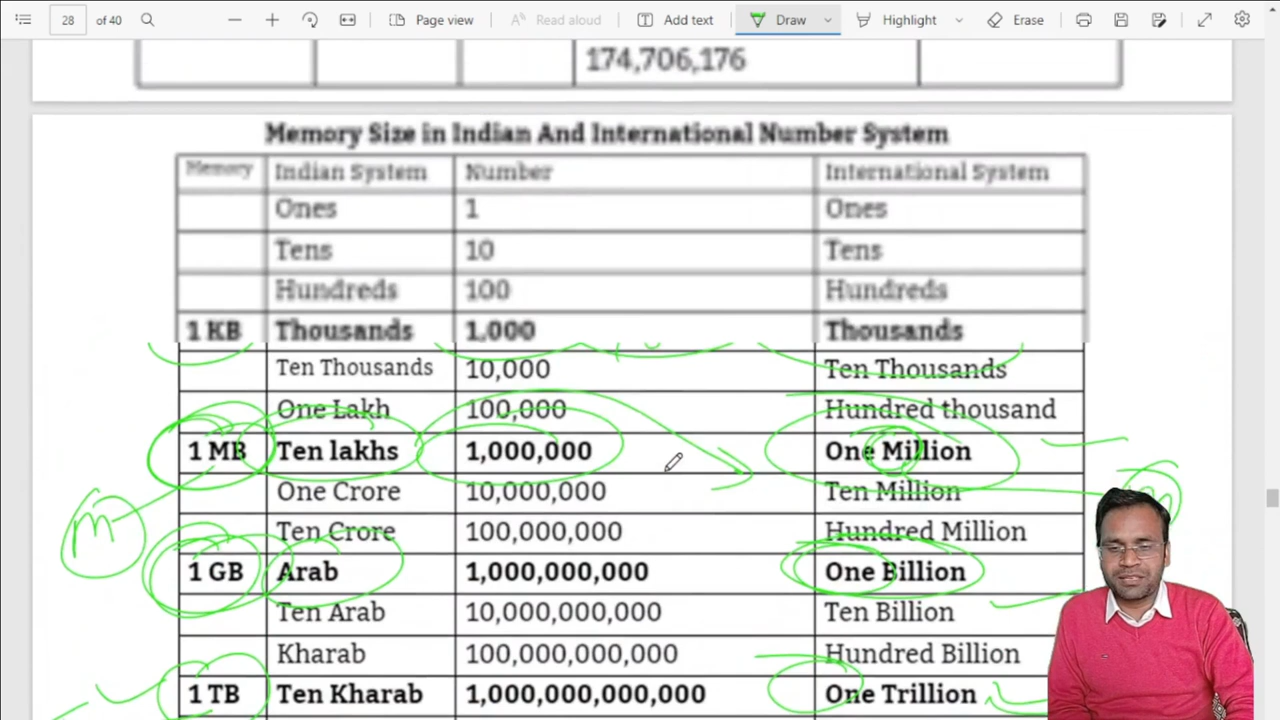 28 of 40 Page view Read aloud Add text Draw Highlight Erase
174,706,176
Memory Size in Indian And International Number System
Memory Indian System Number International System
Ones 1 Ones
Tens 10 Tens
Hundreds 100 Hundreds
1 KB Thousands 1,000 Thousands
Ten Thousands 10,000 Ten Thousands
One Lakh 100,000 Hundred thousand
1 MB Ten lakhs 1,000,000 One Million
One Crore 10,000,000 Ten Million
Ten Crore 100,000,000 Hundred Million
m
1 GB Arab 1,000,000,000 One Billion
Ten Arab 10,000,000,000 Ten Billion
Kharab 100,000,000,000 Hundred Billion
1 TB Ten Kharab 1,000,000,000,000 One Trillion